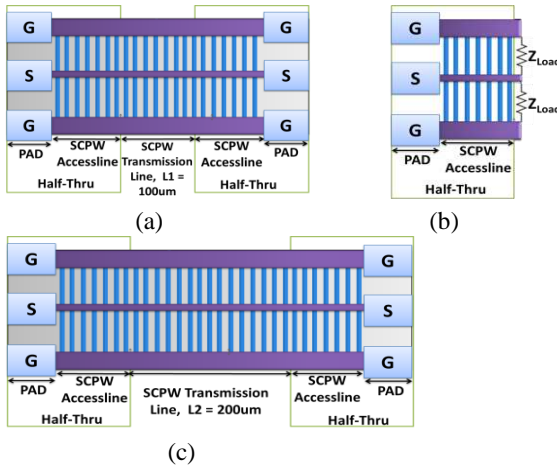 G G
S S
G G
PAD
SCPW
Accessline
SCPW
Transmission
Line, L1 =
100um
SCPW
Accessline
PAD
Half-Thru
Half-Thru
(a)
G
S
G
ZLoad
ZLoad
PAD
SCPW
Accessline
Half-Thru
(b)
G G
S S
G G
PAD
SCPW
Accessline
SCPW Transmission
Line, L2 = 200um
SCPW
Accessline
PAD
Half-Thru
Half-Thru
(c)